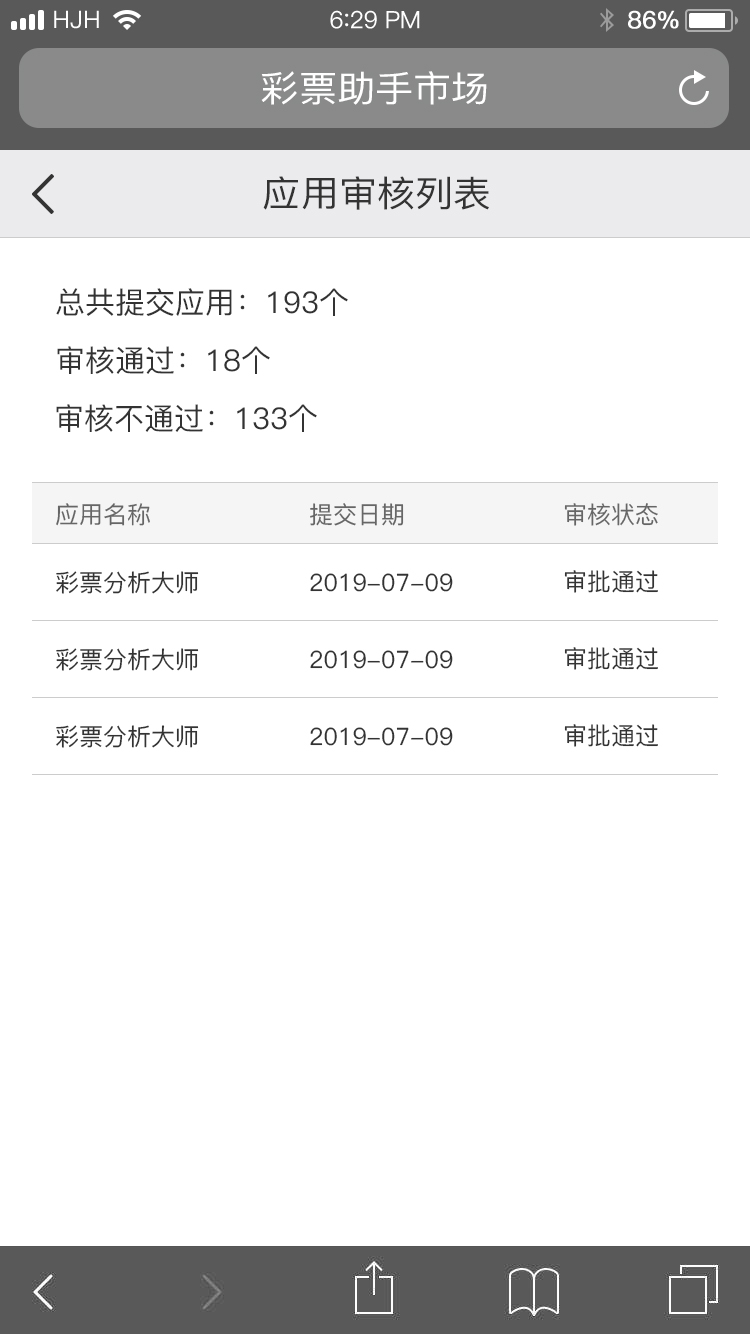 HJH 6:29 PM 86%
彩票助手市场
应用审核列表
总共提交应用：193个
审核通过：18个
审核不通过：133个
应用名称 提交日期 审核状态
彩票分析大师 2019-07-09 审批通过
彩票分析大师 2019-07-09 审批通过
彩票分析大师 2019-07-09 审批通过